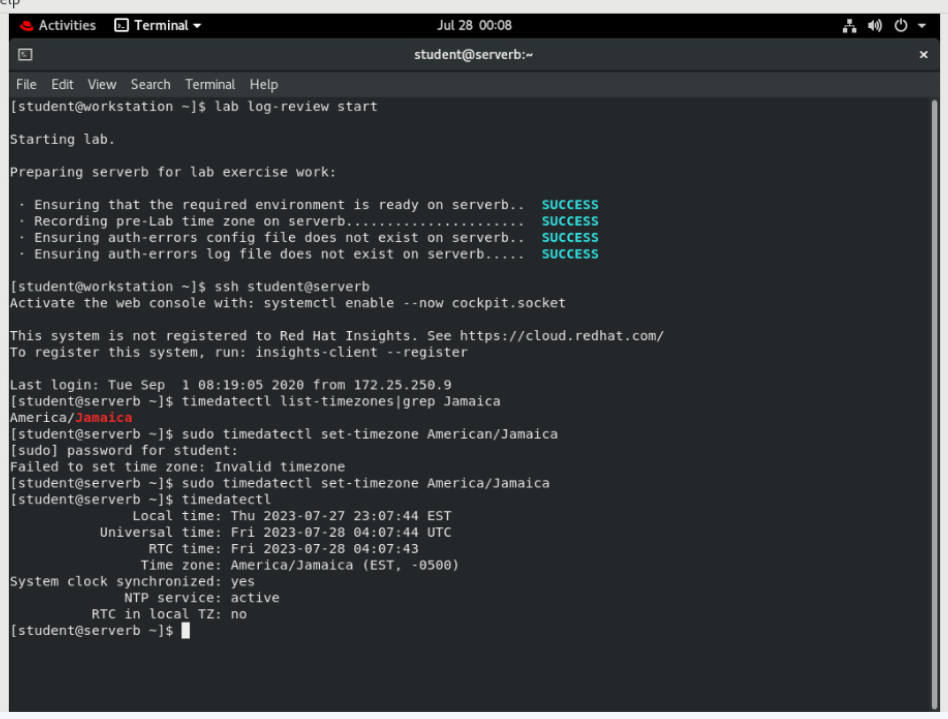 elp
Activities Terminal Jul 28 00:08
student@serverb:~
File Edit View Search Terminal Help
[student@workstation ~]$ lab log-review start
Starting lab.
Preparing serverb for lab exercise work:
· Ensuring that the required environment is ready on serverb.. SUCCESS
· Recording pre-Lab time zone on serverb...................... SUCCESS
· Ensuring auth-errors config file does not exist on serverb.. SUCCESS
· Ensuring auth-errors log file does not exist on serverb..... SUCCESS
[student@workstation ~]$ ssh student@serverb
Activate the web console with: systemctl enable --now cockpit.socket
This system is not registered to Red Hat Insights. See https://cloud.redhat.com/
To register this system, run: insights-client --register
Last login: Tue Sep  1 08:19:05 2020 from 172.25.250.9
[student@serverb ~]$ timedatectl list-timezones|grep Jamaica
America/Jamaica
[student@serverb ~]$ sudo timedatectl set-timezone American/Jamaica
[sudo] password for student:
Failed to set time zone: Invalid timezone
[student@serverb ~]$ sudo timedatectl set-timezone America/Jamaica
[student@serverb ~]$ timedatectl
Local time: Thu 2023-07-27 23:07:44 EST
Universal time: Fri 2023-07-28 04:07:44 UTC
RTC time: Fri 2023-07-28 04:07:43
Time zone: America/Jamaica (EST, -0500)
System clock synchronized: yes
NTP service: active
RTC in local TZ: no
[student@serverb ~]$